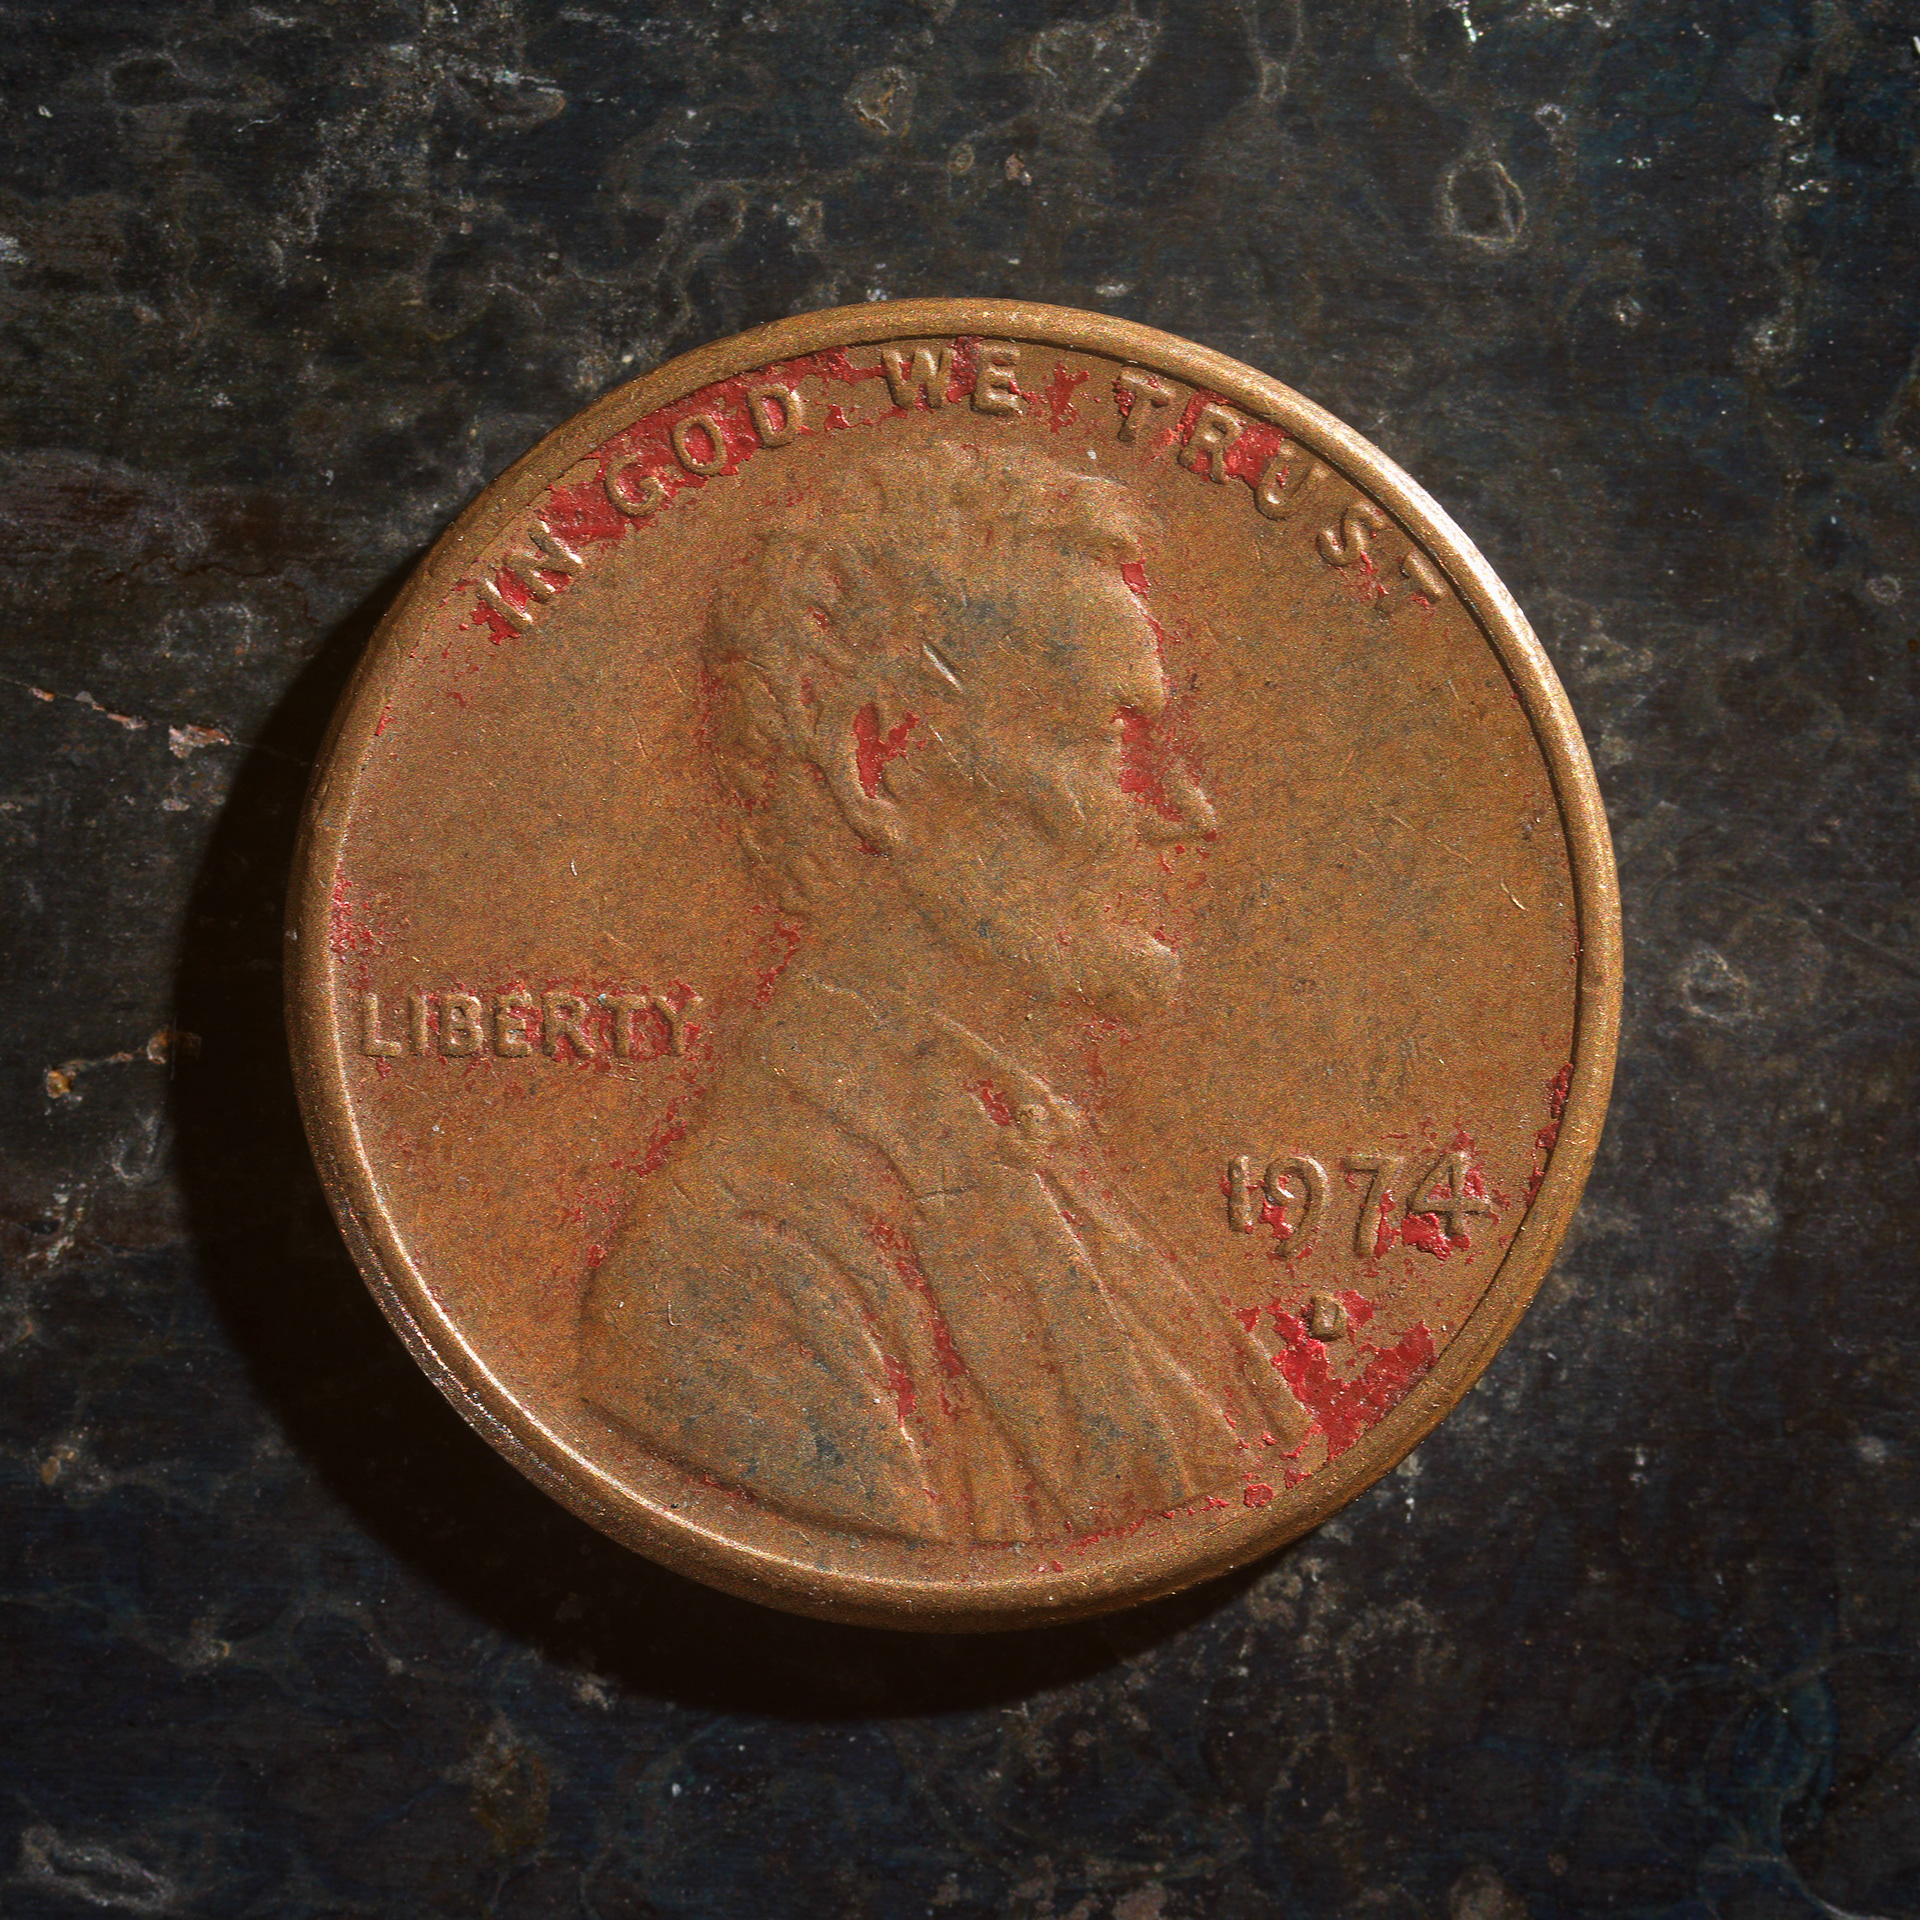 IN GOD WE TRUST
LIBERTY
1974
D